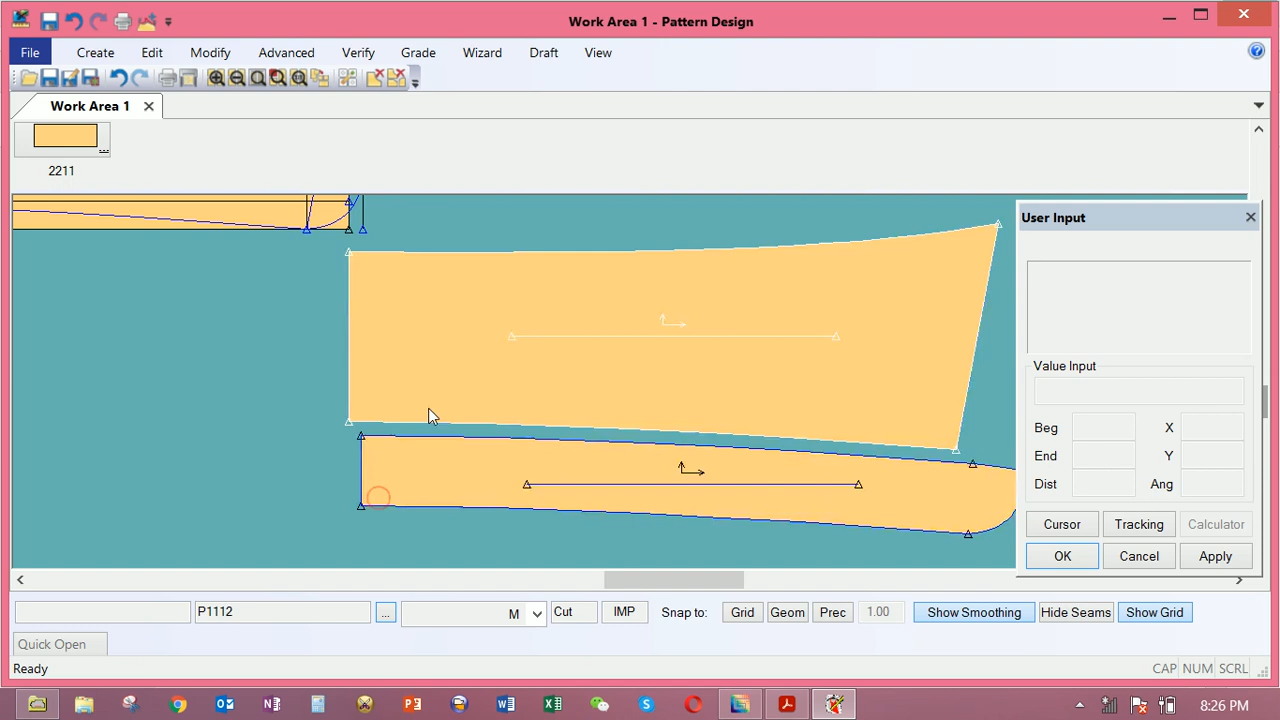 Work Area 1 - Pattern Design
File Create Edit Modify Advanced Verify Grade Wizard Draft View
Work Area 1
...
2211
User Input
Value Input
Beg X
End Y
Dist Ang
Cursor Tracking Calculator
OK Cancel Apply
P1112 ... M Cut IMP Snap to: Grid Geom Prec 1.00 Show Smoothing Hide Seams Show Grid
Quick Open
Ready CAP NUM SCRL
8:26 PM